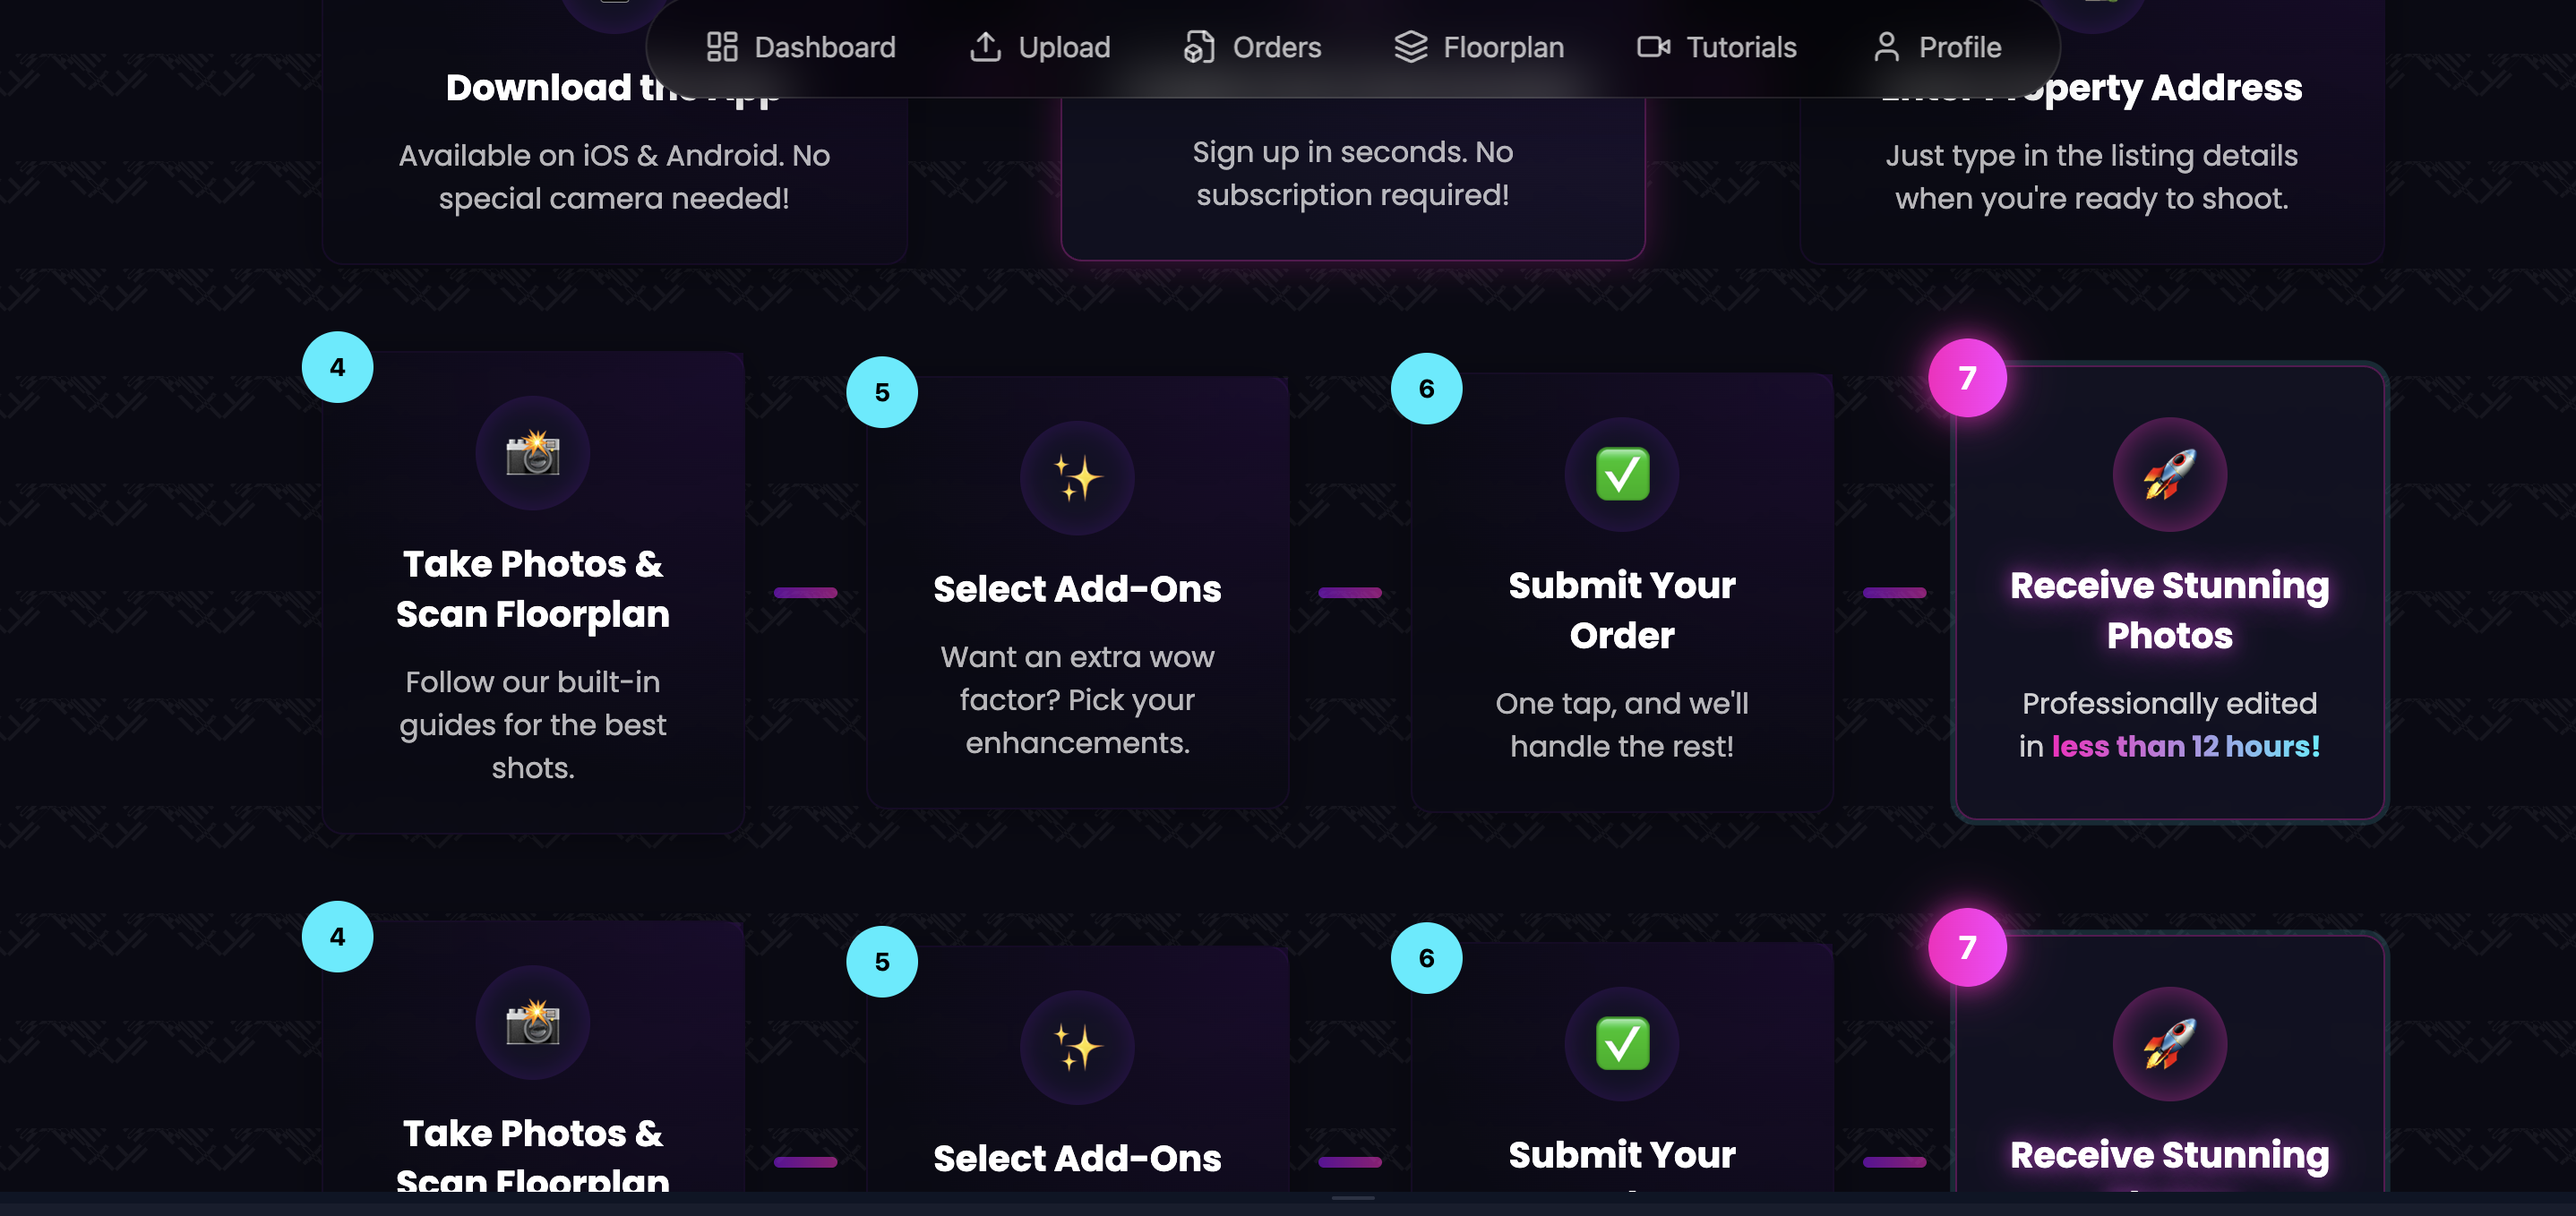 Dashboard
Upload
Orders
Floorplan
Tutorials
Profile
Download the App
Available on iOS & Android. No
special camera needed!
Sign up in seconds. No
subscription required!
Property Address
Just type in the listing details
when you're ready to shoot.
4
Take Photos &
Scan Floorplan
Follow our built-in
guides for the best
shots.
5
Select Add-Ons
Want an extra wow
factor? Pick your
enhancements.
6
Submit Your
Order
One tap, and we'll
handle the rest!
7
Receive Stunning
Photos
Professionally edited
in less than 12 hours!
4
Take Photos &
Scan Floorplan
5
Select Add-Ons
6
Submit Your
7
Receive Stunning